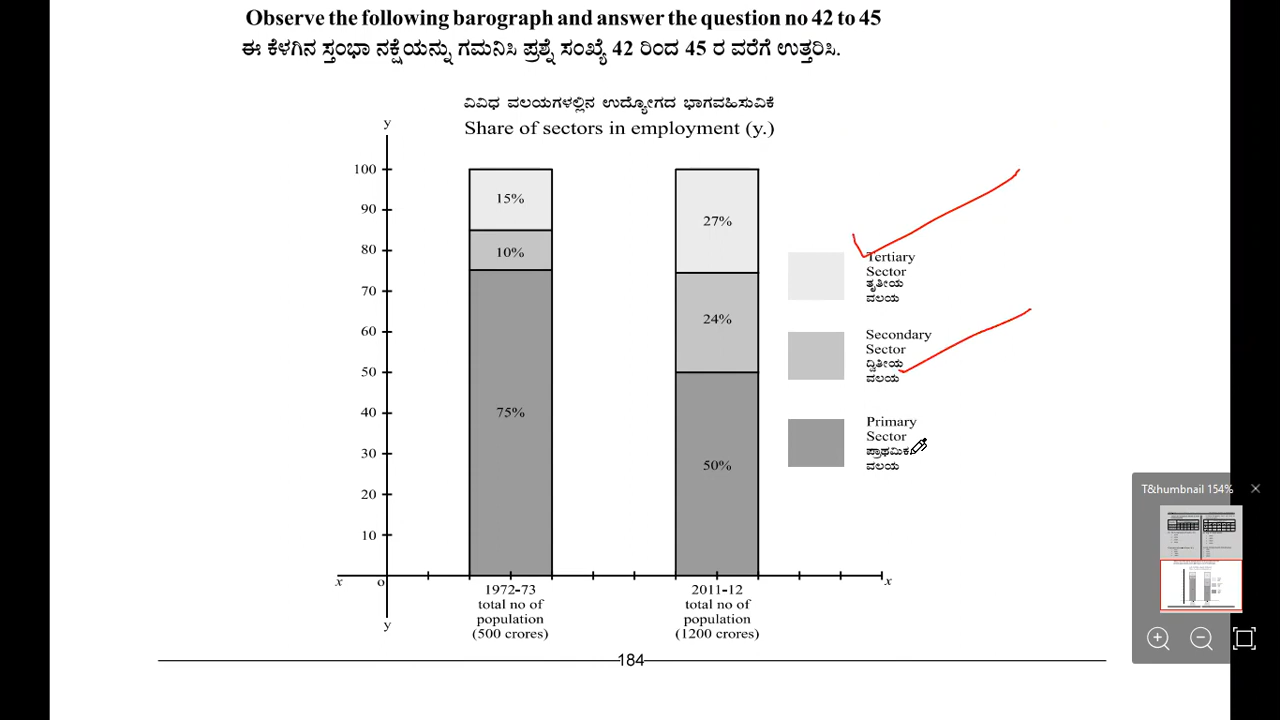 Observe the following barograph and answer the question no 42 to 45
ಈ ಕೆಳಗಿನ ಸ್ತಂಭಾ ನಕ್ಷೆಯನ್ನು ಗಮನಿಸಿ ಪ್ರಶ್ನೆ ಸಂಖ್ಯೆ 42 ರಿಂದ 45 ರ ವರೆಗೆ ಉತ್ತರಿಸಿ.
ವಿವಿಧ ವಲಯಗಳಲ್ಲಿನ ಉದ್ಯೋಗದ ಭಾಗವಹಿಸುವಿಕೆ
Share of sectors in employment (y.)
y
100
90
80
70
60
50
40
30
20
10
x
o
x
y
15%
10%
75%
27%
24%
50%
Tertiary
Sector
ತೃತೀಯ
ವಲಯ
Secondary
Sector
ದ್ವಿತೀಯ
ವಲಯ
Primary
Sector
ಪ್ರಾಥಮಿಕ
ವಲಯ
1972-73
total no of
population
(500 crores)
2011-12
total no of
population
(1200 crores)
184
T&thumbnail 154%